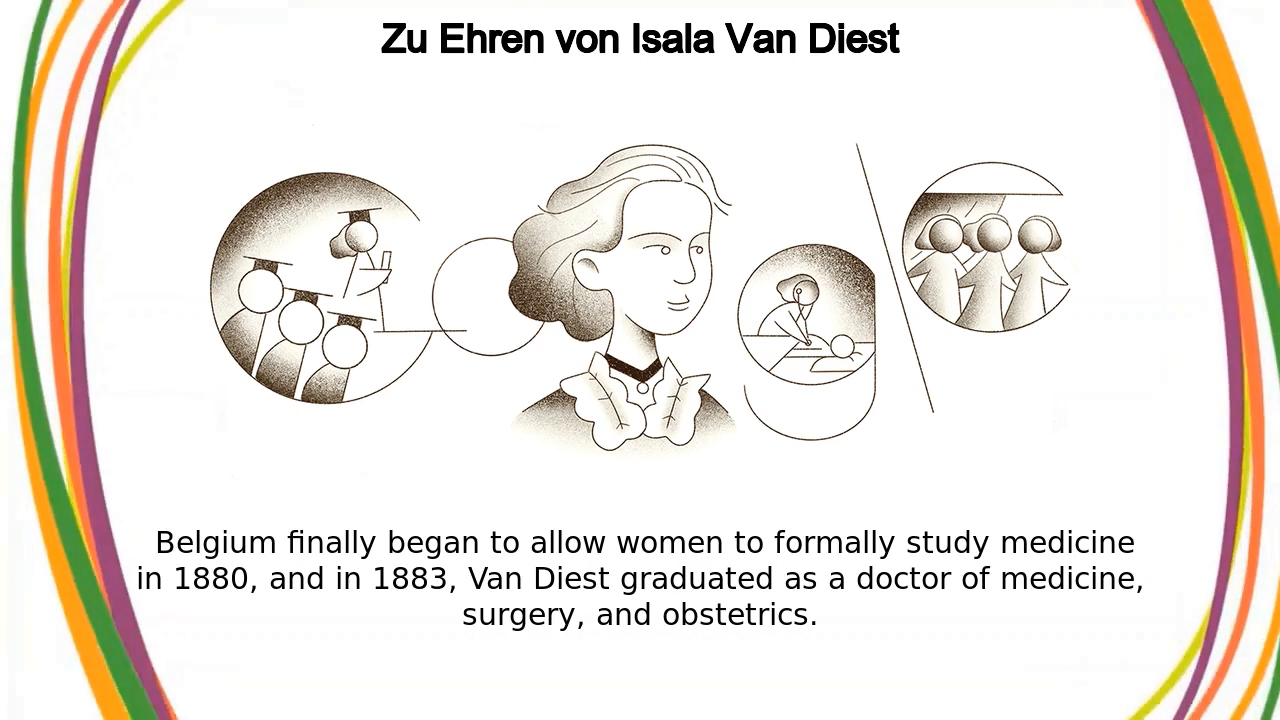 Zu Ehren von Isala Van Diest
Belgium finally began to allow women to formally study medicine
in 1880, and in 1883, Van Diest graduated as a doctor of medicine,
surgery, and obstetrics.